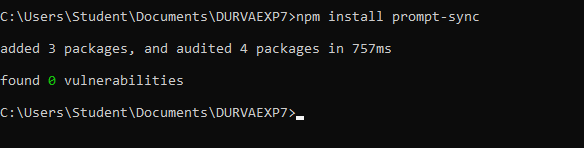 C:\Users\Student\Documents\DURVAEXP7>npm install prompt-sync
added 3 packages, and audited 4 packages in 757ms
found 0 vulnerabilities
C:\Users\Student\Documents\DURVAEXP7>